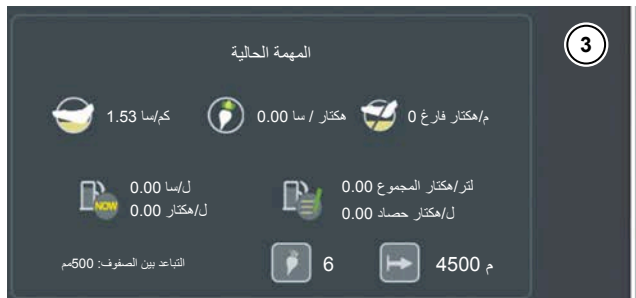 3
المهمة الحالية
م/هكتار فارغ 0
هكتار / سا 0.00
كم/سا 1.53
لتر/هكتار المجموع 0.00
ل/هكتار حصاد 0.00
ل/سا 0.00
ل/هكتار 0.00
NOW
م 4500
6
التباعد بين الصفوف: 500مم